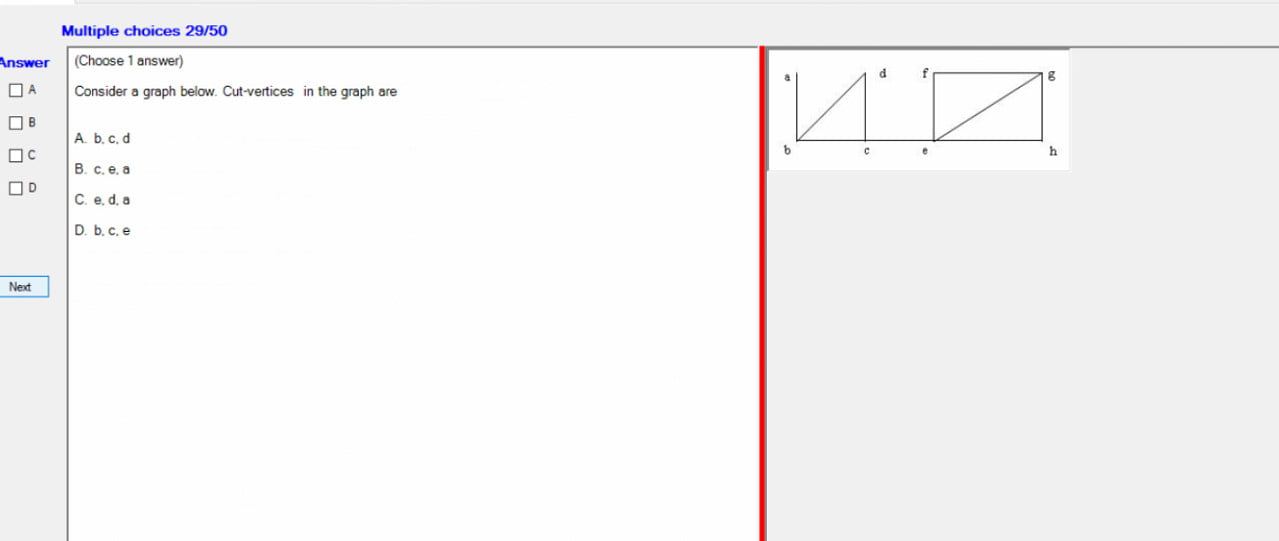 Multiple choices 29/50
Answer
A
B
C
D
Next
(Choose 1 answer)
Consider a graph below. Cut-vertices in the graph are
A. b, c, d
B. c, e, a
C. e, d, a
D. b, c, e
a d f g
b c e h